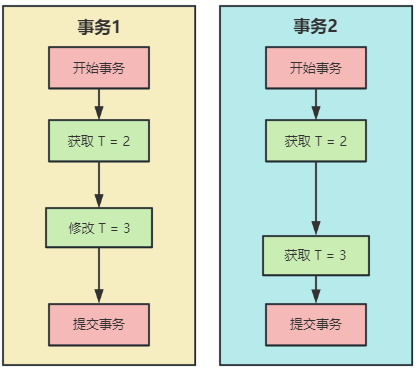 事务1
开始事务
获取 T = 2
修改 T = 3
提交事务
事务2
开始事务
获取 T = 2
获取 T = 3
提交事务